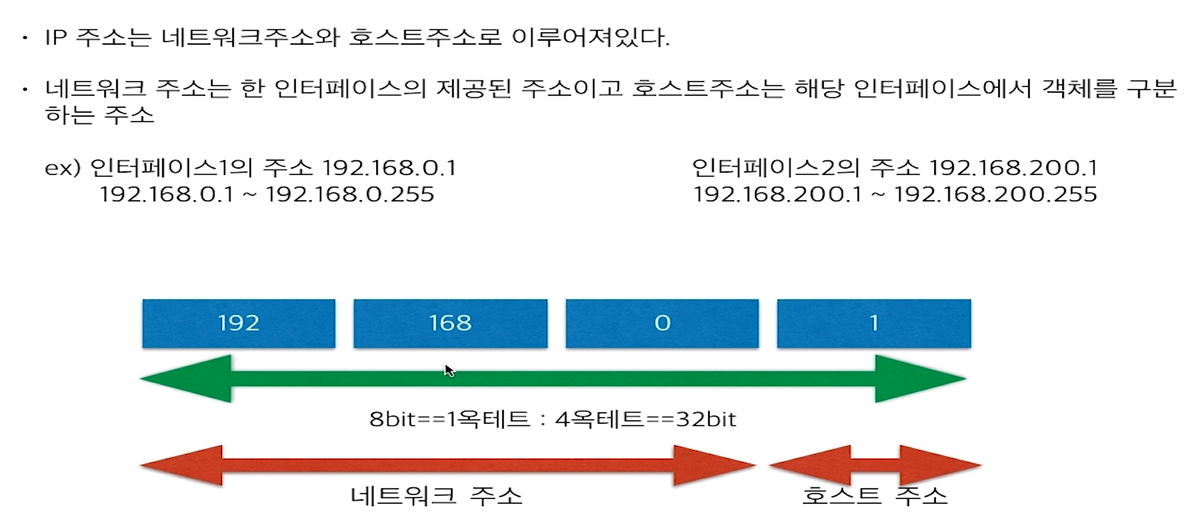 • IP 주소는 네트워크주소와 호스트주소로 이루어져있다.
• 네트워크 주소는 한 인터페이스의 제공된 주소이고 호스트주소는 해당 인터페이스에서 객체를 구분
하는 주소
ex) 인터페이스1의 주소 192.168.0.1
192.168.0.1 ~ 192.168.0.255
인터페이스2의 주소 192.168.200.1
192.168.200.1 ~ 192.168.200.255
192 168 0 1
8bit==1옥테트 : 4옥테트==32bit
네트워크 주소 호스트 주소